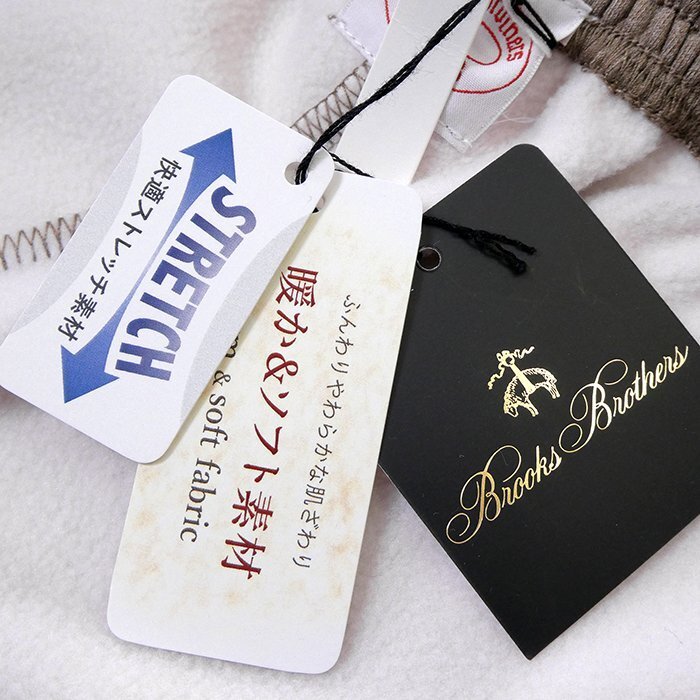 STRETCH
快適ストレッチ素材
ふんわりやわらかな肌ざわり
暖か&ソフト素材
& soft fabric
Brooks Brothers